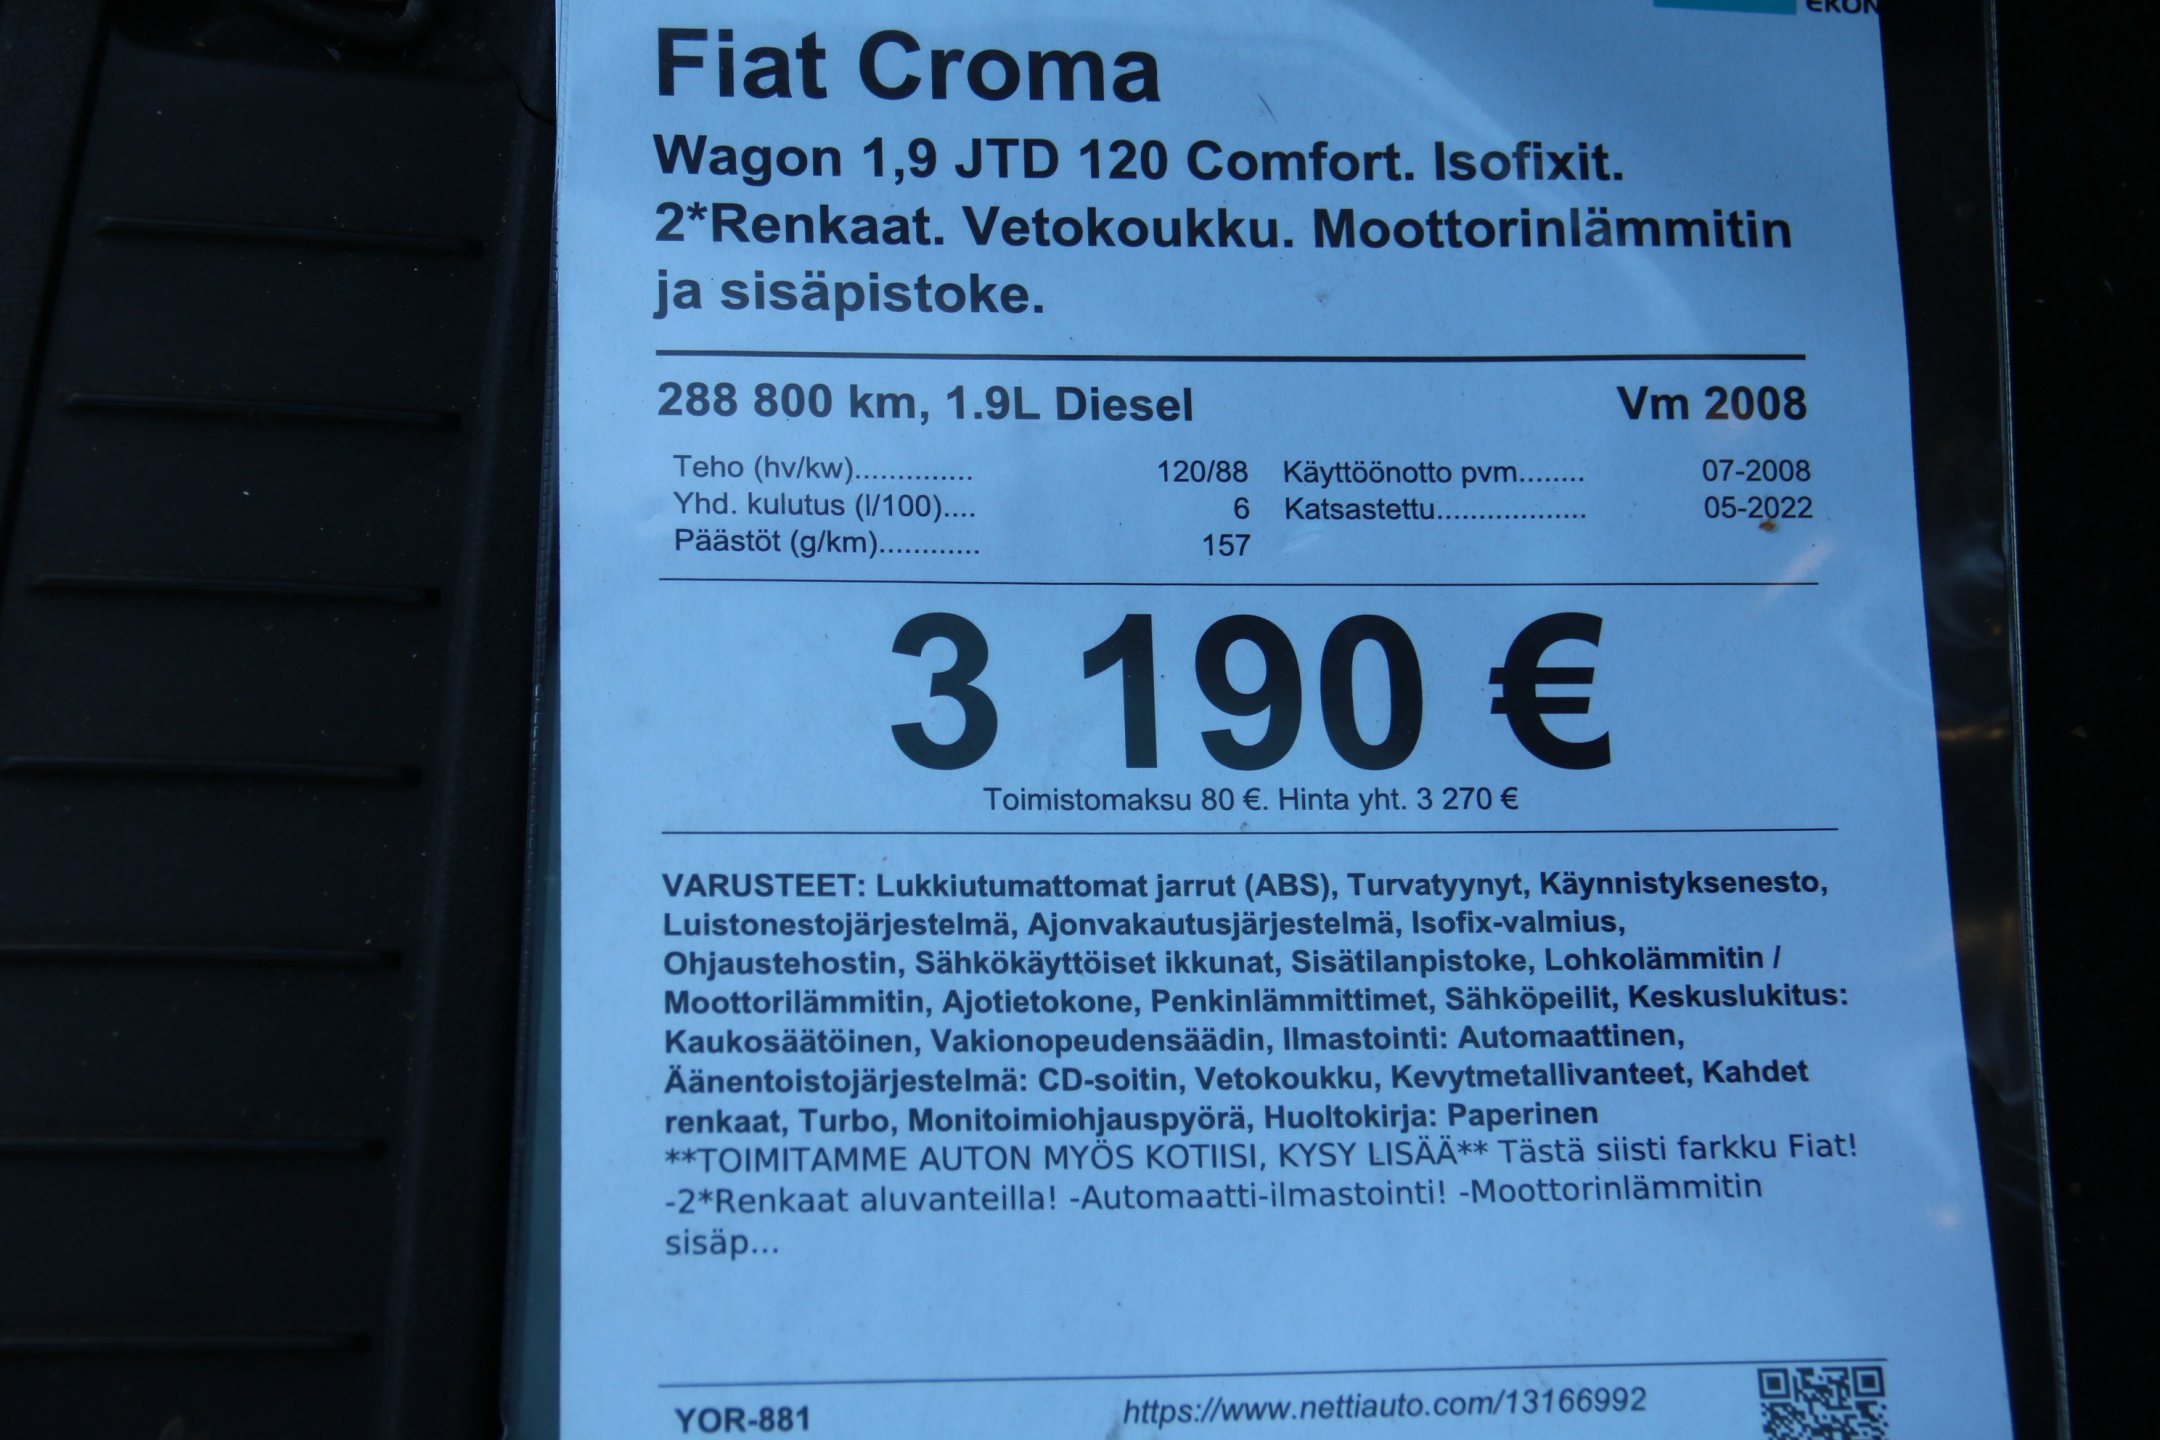 Fiat Croma
Wagon 1,9 JTD 120 Comfort. Isofixit.
2*Renkaat. Vetokoukku. Moottorinlämmitin
ja sisäpistoke.
288 800 km, 1.9L Diesel Vm 2008
Teho (hv/kw).............. 120/88 Käyttöönotto pvm........ 07-2008
Yhd. kulutus (l/100).... 6 Katsastettu.................. 05-2022
Päästöt (g/km)............ 157
3 190 €
Toimistomaksu 80 €. Hinta yht. 3 270 €
VARUSTEET: Lukkiutumattomat jarrut (ABS), Turvatyynyt, Käynnistyksenesto,
Luistonestojärjestelmä, Ajonvakautusjärjestelmä, Isofix-valmius,
Ohjaustehostin, Sähkökäyttöiset ikkunat, Sisätilanpistoke, Lohkolämmitin /
Moottorilämmitin, Ajotietokone, Penkinlämmittimet, Sähköpeilit, Keskuslukitus:
Kaukosäätöinen, Vakionopeudensäädin, Ilmastointi: Automaattinen,
Äänentoistojärjestelmä: CD-soitin, Vetokoukku, Kevytmetallivanteet, Kahdet
renkaat, Turbo, Monitoimiohjauspyörä, Huoltokirja: Paperinen
**TOIMITAMME AUTON MYÖS KOTIISI, KYSY LISÄÄ** Tästä siisti farkku Fiat!
-2*Renkaat aluvanteilla! -Automaatti-ilmastointi! -Moottorinlämmitin
sisäp...
YOR-881 https://www.nettiauto.com/13166992